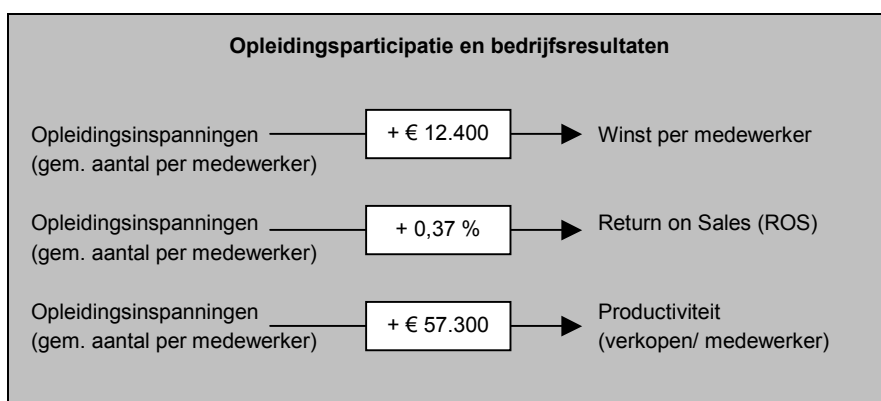 Opleidingsparticipatie en bedrijfsresultaten
Opleidingsinspanningen
(gem. aantal per medewerker)
+ € 12.400
Winst per medewerker
Opleidingsinspanningen
(gem. aantal per medewerker)
+ 0,37 %
Return on Sales (ROS)
Opleidingsinspanningen
(gem. aantal per medewerker)
+ € 57.300
Productiviteit
(verkopen/ medewerker)